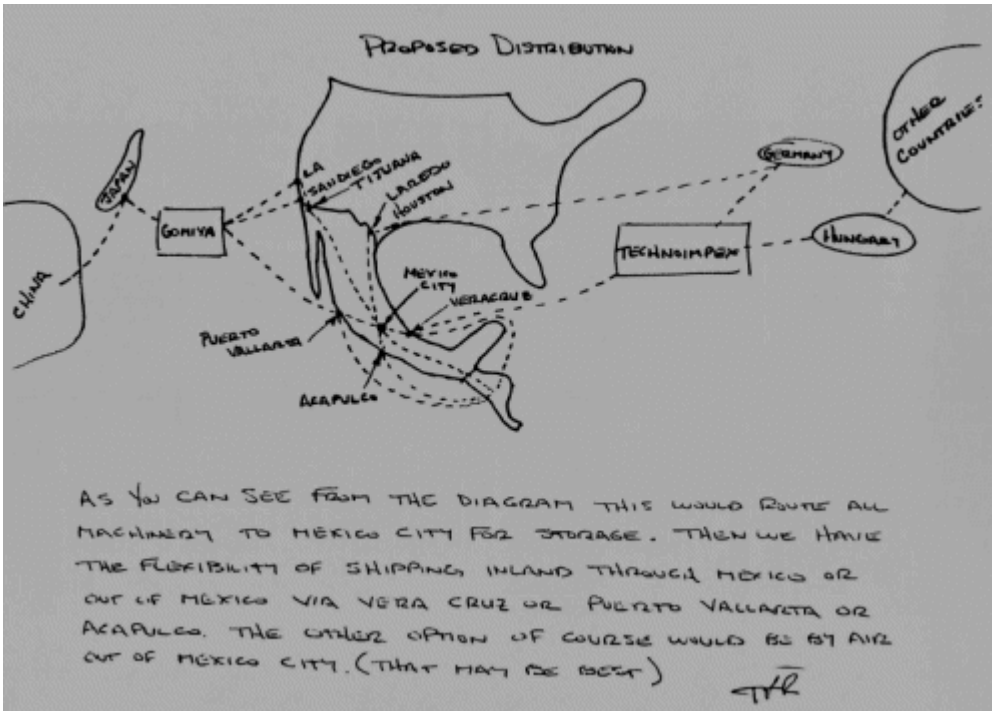 PROPOSED DISTRIBUTION
OTHER
COUNTRIES
GERMANY
JAPAN
LA
SANDIEGO
TIJUANA
LAREDO
HOUSTON
GOMIYA
TECHNOIMPEX
HUNGARY
CHINA
MEXICO
CITY
VERACRUB
PUERTO
VALLARTA
ACAPULCO
AS YOU CAN SEE FROM THE DIAGRAM THIS WOULD ROUTE ALL
MACHINERY TO MEXICO CITY FOR STORAGE. THEN WE HAVE
THE FLEXIBILITY OF SHIPPING INLAND THROUGH MEXICO OR
OUT OF MEXICO VIA VERA CRUZ OR PUERTO VALLARTA OR
ACAPULCO. THE OTHER OPTION OF COURSE WOULD BE BY AIR
OUT OF MEXICO CITY. (THAT MAY BE BEST)